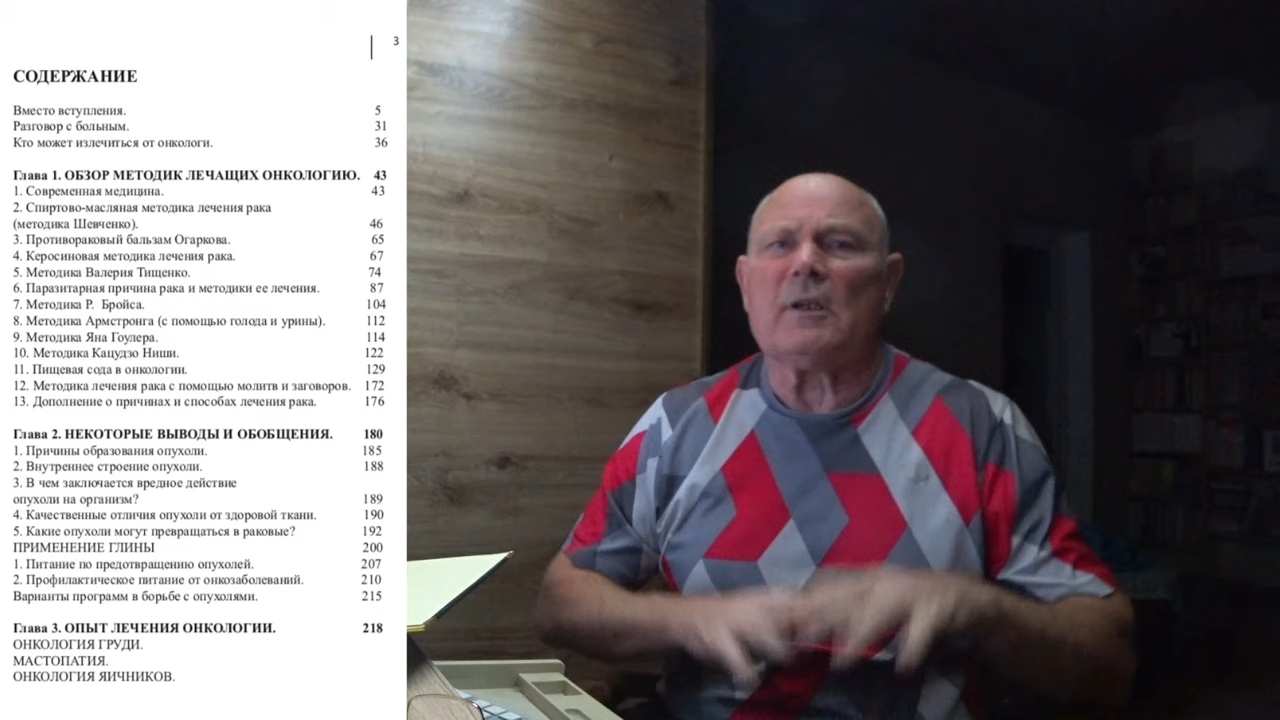 3
СОДЕРЖАНИЕ
Вместо вступления. 5
Разговор с больным. 31
Кто может излечиться от онкологи. 36
Глава 1. ОБЗОР МЕТОДИК ЛЕЧАЩИХ ОНКОЛОГИЮ. 43
1. Современная медицина. 43
2. Спиртово-масляная методика лечения рака
(методика Шевченко). 46
3. Противораковый бальзам Огаркова. 65
4. Керосиновая методика лечения рака. 67
5. Методика Валерия Тищенко. 74
6. Паразитарная причина рака и методики ее лечения. 87
7. Методика Р. Бройса. 104
8. Методика Армстронга (с помощью голода и урины). 112
9. Методика Яна Гоулера. 114
10. Методика Кацудзо Ниши. 122
11. Пищевая сода в онкологии. 129
12. Методика лечения рака с помощью молитв и заговоров. 172
13. Дополнение о причинах и способах лечения рака. 176
Глава 2. НЕКОТОРЫЕ ВЫВОДЫ И ОБОБЩЕНИЯ. 180
1. Причины образования опухоли. 185
2. Внутреннее строение опухоли. 188
3. В чем заключается вредное действие
опухоли на организм? 189
4. Качественные отличия опухоли от здоровой ткани. 190
5. Какие опухоли могут превращаться в раковые? 192
ПРИМЕНЕНИЕ ГЛИНЫ 200
1. Питание по предотвращению опухолей. 207
2. Профилактическое питание от онкозаболеваний. 210
Варианты программ в борьбе с опухолями. 215
Глава 3. ОПЫТ ЛЕЧЕНИЯ ОНКОЛОГИИ. 218
ОНКОЛОГИЯ ГРУДИ.
МАСТОПАТИЯ.
ОНКОЛОГИЯ ЯИЧНИКОВ.